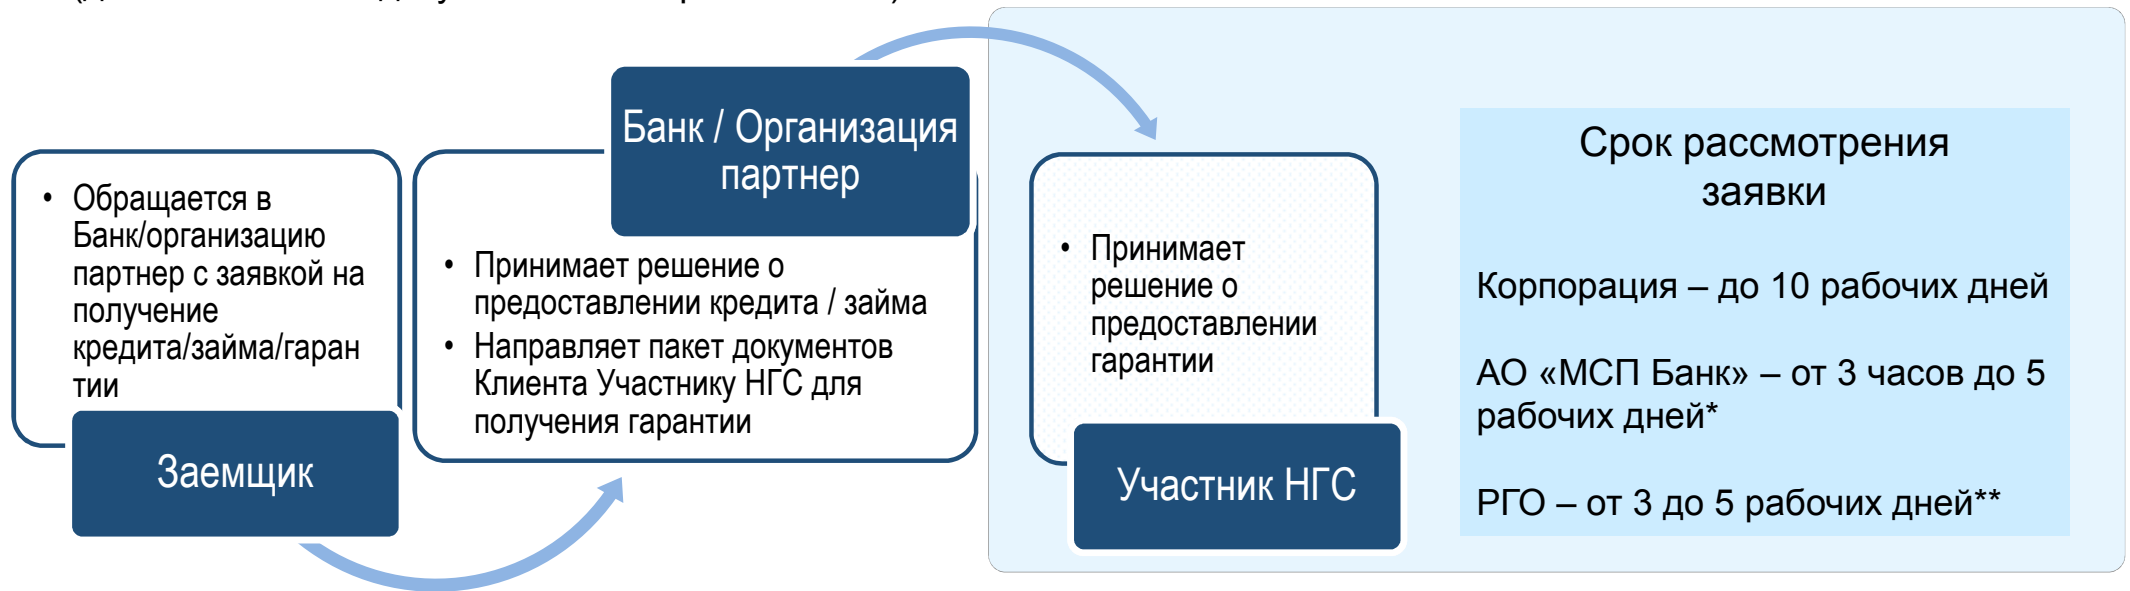 Банк / Организация
партнер
• Обращается в
Банк/организацию
партнер с заявкой на
получение
кредита/займа/гаран
тии
Заемщик
• Принимает решение о
предоставлении кредита / займа
• Направляет пакет документов
Клиента Участнику НГС для
получения гарантии
• Принимает
решение о
предоставлении
гарантии
Участник НГС
Срок рассмотрения
заявки
Корпорация – до 10 рабочих дней
АО «МСП Банк» – от 3 часов до 5
рабочих дней*
РГО – от 3 до 5 рабочих дней**